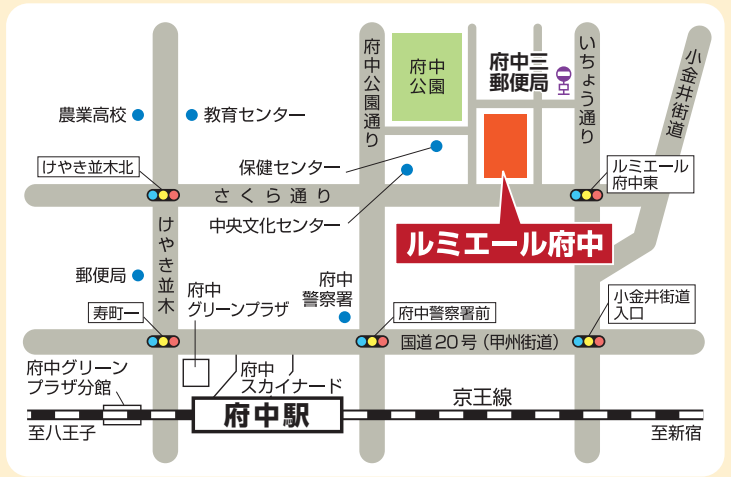 府中公園通り
府中
公園
府中三
郵便局
いちょう通り
小金井街道
農業高校
教育センター
けやき並木北
保健センター
ルミエール
府中東
さくら通り
中央文化センター
ルミエール府中
けやき並木
郵便局
府中
グリーンプラザ
府中
警察署
寿町一
府中警察署前
小金井街道
入口
国道20号（甲州街道）
府中グリーン
プラザ分館
府中
スカイナード
府中駅
京王線
至八王子
至新宿